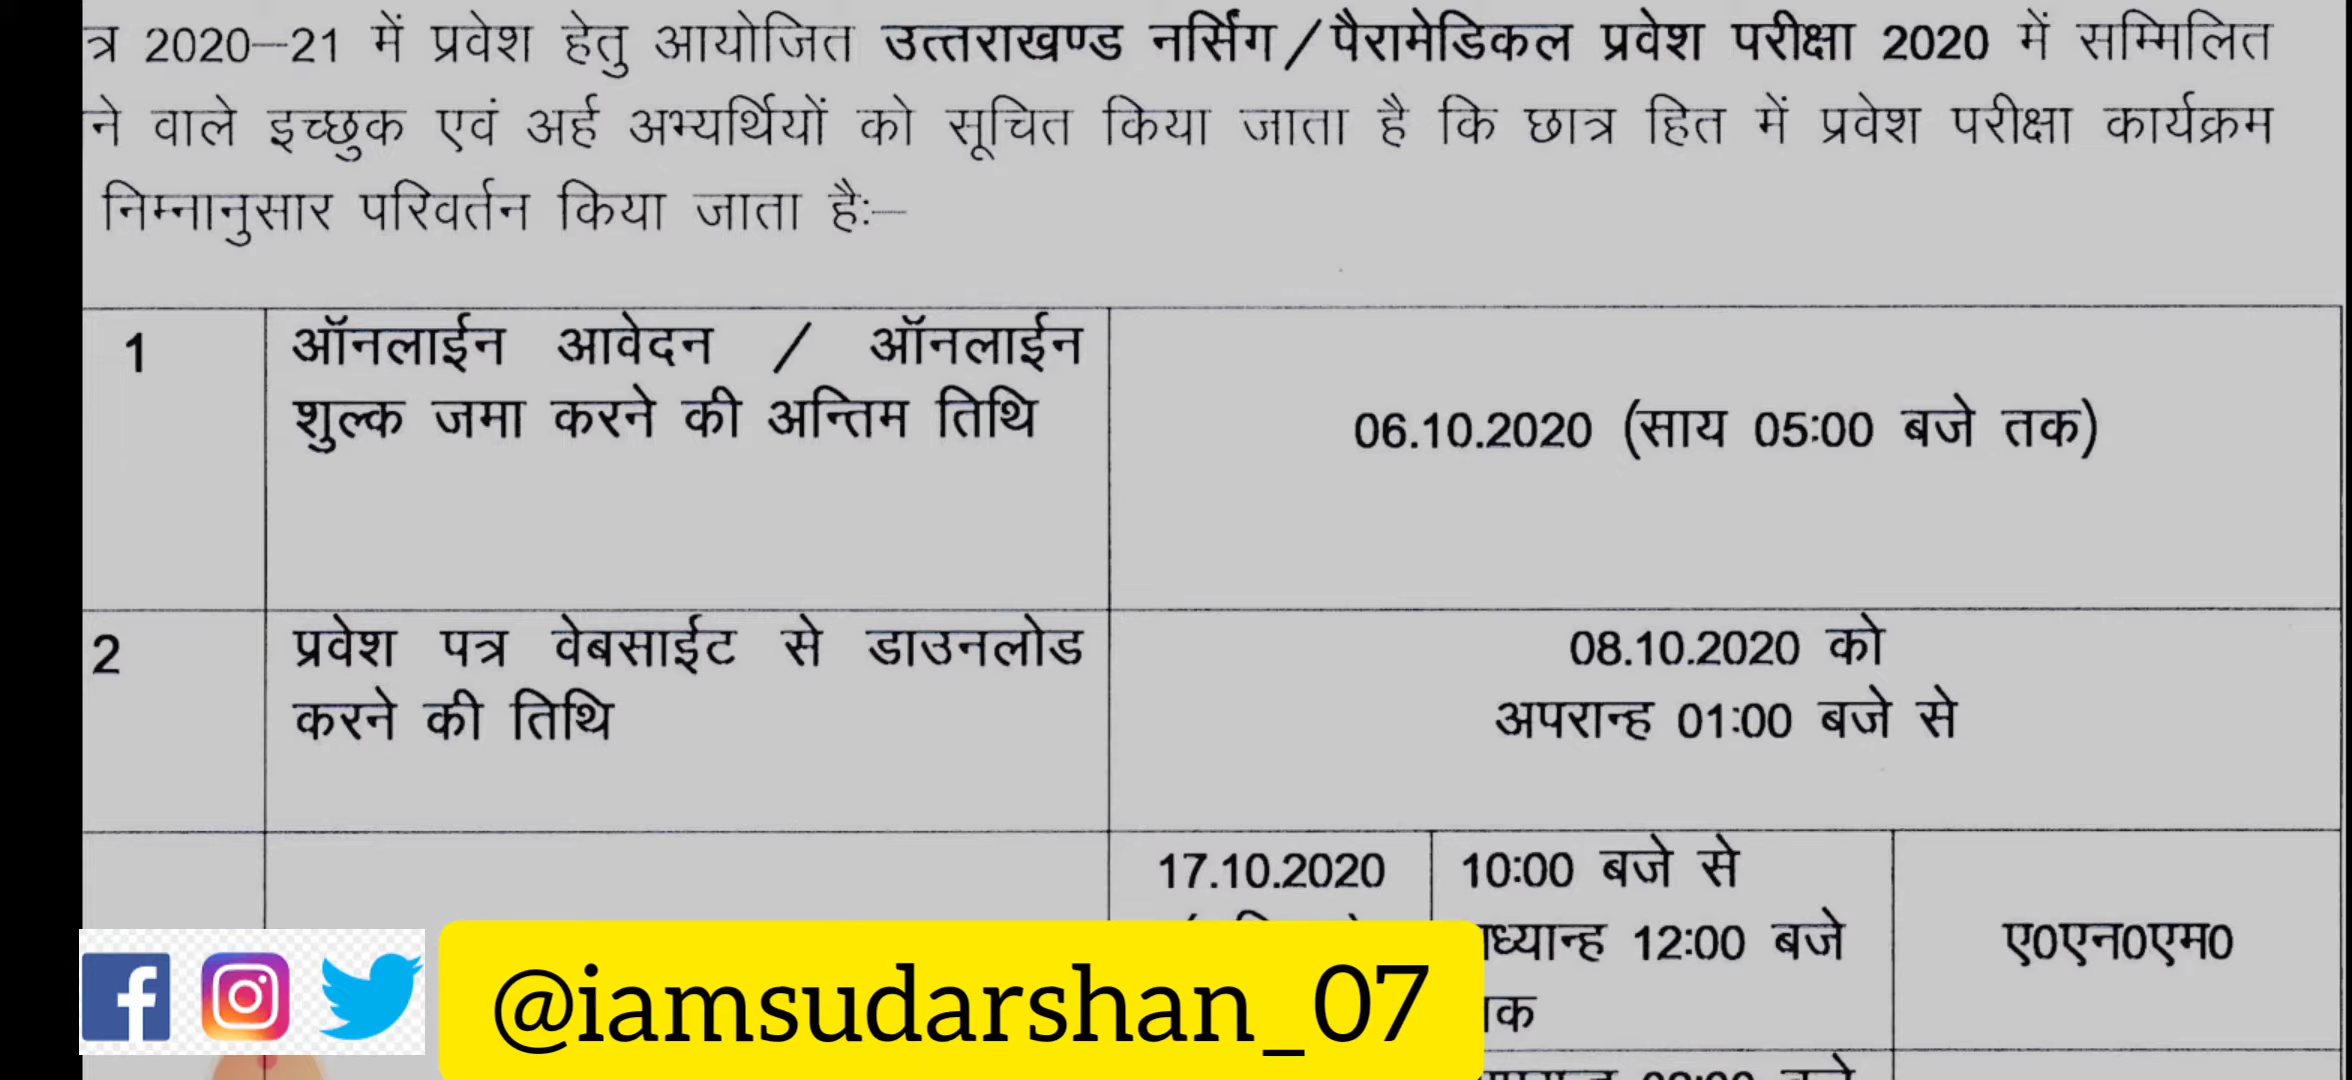 त्र 2020–21 में प्रवेश हेतु आयोजित उत्तराखण्ड नर्सिंग/पैरामेडिकल प्रवेश परीक्षा 2020 में सम्मिलित
ने वाले इच्छुक एवं अर्ह अभ्यर्थियों को सूचित किया जाता है कि छात्र हित में प्रवेश परीक्षा कार्यक्रम
निम्नानुसार परिवर्तन किया जाता हैः–
1
ऑनलाईन आवेदन / ऑनलाईन
शुल्क जमा करने की अन्तिम तिथि
06.10.2020 (साय 05:00 बजे तक)
2
प्रवेश पत्र वेबसाईट से डाउनलोड
करने की तिथि
08.10.2020 को
अपरान्ह 01:00 बजे से
17.10.2020
10:00 बजे से
ध्यान्ह 12:00 बजे
क
ए0एन0एम0
@iamsudarshan_07